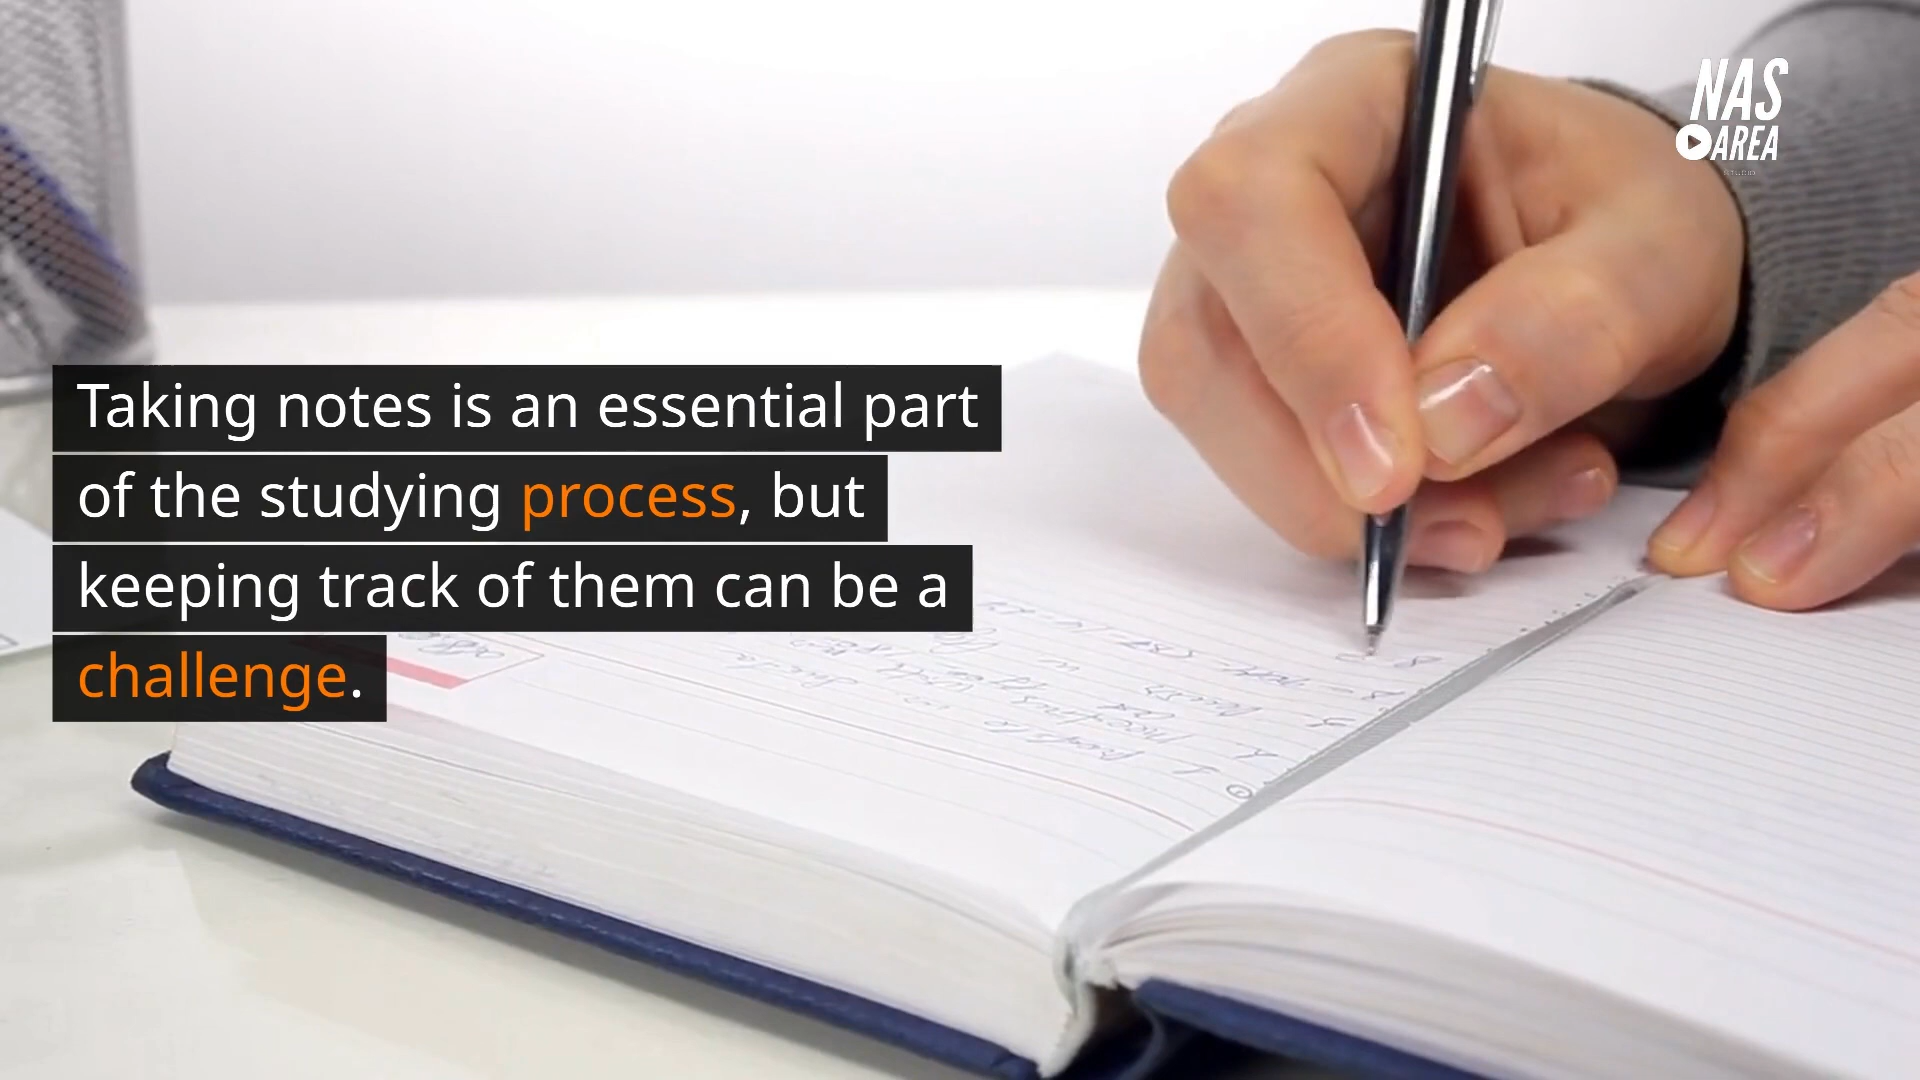 NAS
AREA
STUDIO
Taking notes is an essential part
of the studying process, but
keeping track of them can be a
challenge.